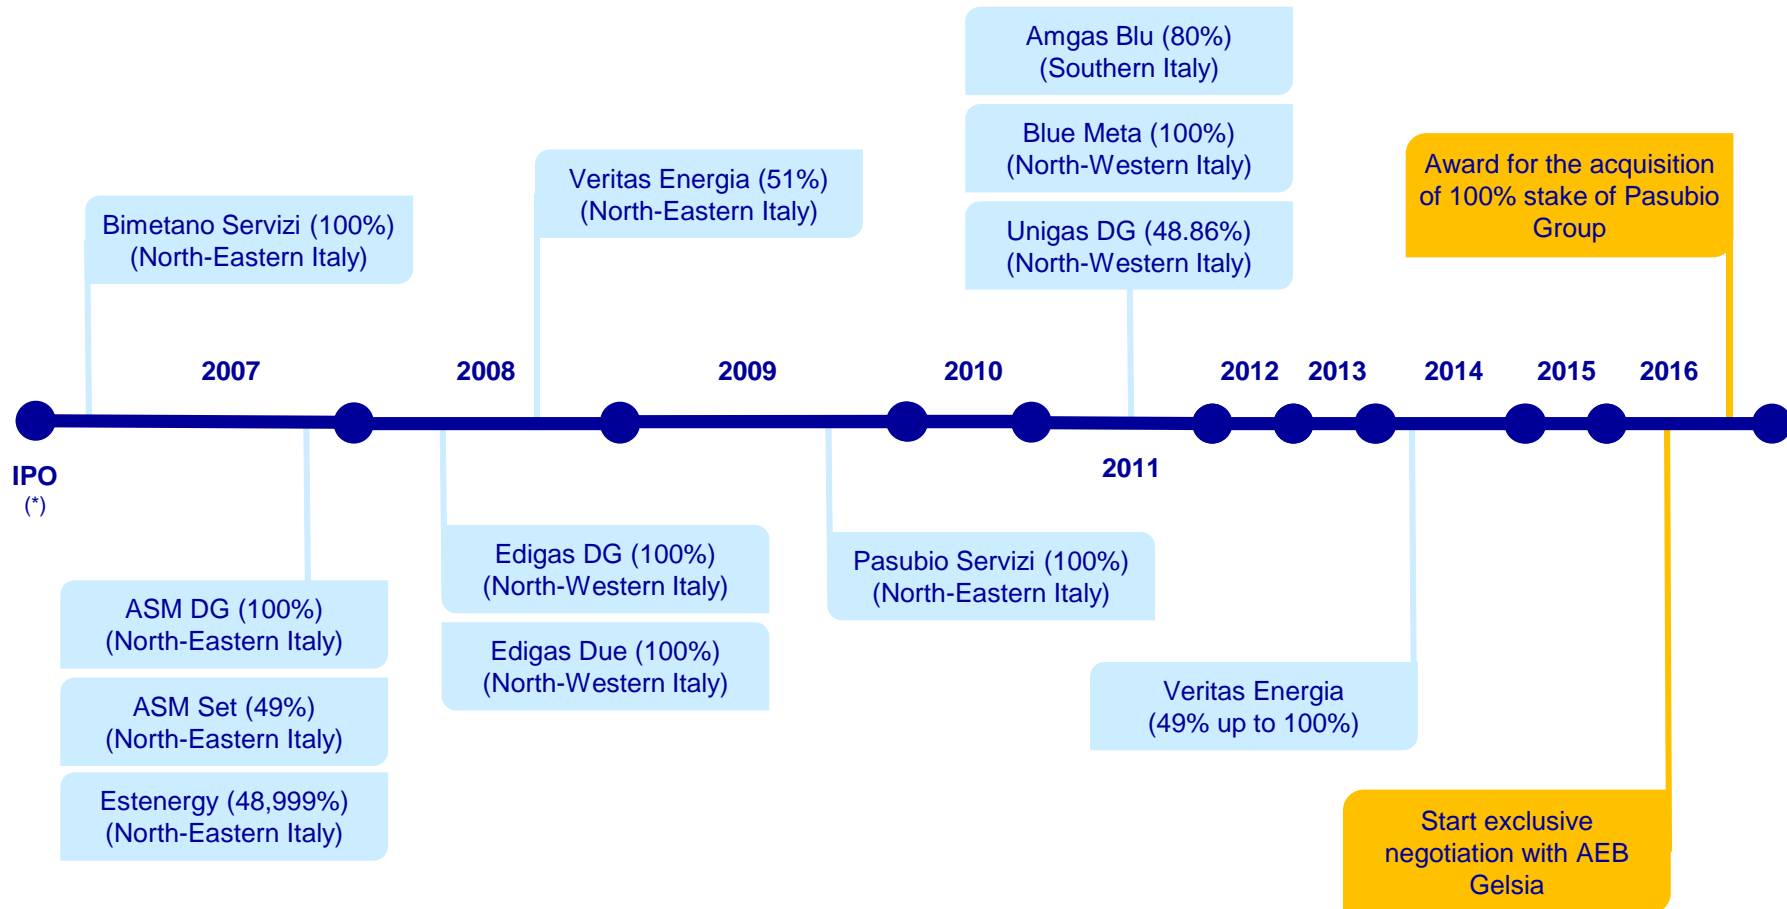 Amgas Blu (80%)
(Southern Italy)
Blue Meta (100%)
(North-Western Italy)
Unigas DG (48.86%)
(North-Western Italy)
Veritas Energia (51%)
(North-Eastern Italy)
Bimetano Servizi (100%)
(North-Eastern Italy)
Award for the acquisition
of 100% stake of Pasubio
Group
2007
2008
2009
2010
2012
2013
2014
2015
2016
IPO
(*)
2011
ASM DG (100%)
(North-Eastern Italy)
ASM Set (49%)
(North-Eastern Italy)
Estenergy (48,999%)
(North-Eastern Italy)
Edigas DG (100%)
(North-Western Italy)
Edigas Due (100%)
(North-Western Italy)
Pasubio Servizi (100%)
(North-Eastern Italy)
Veritas Energia
(49% up to 100%)
Start exclusive
negotiation with AEB
Gelsia